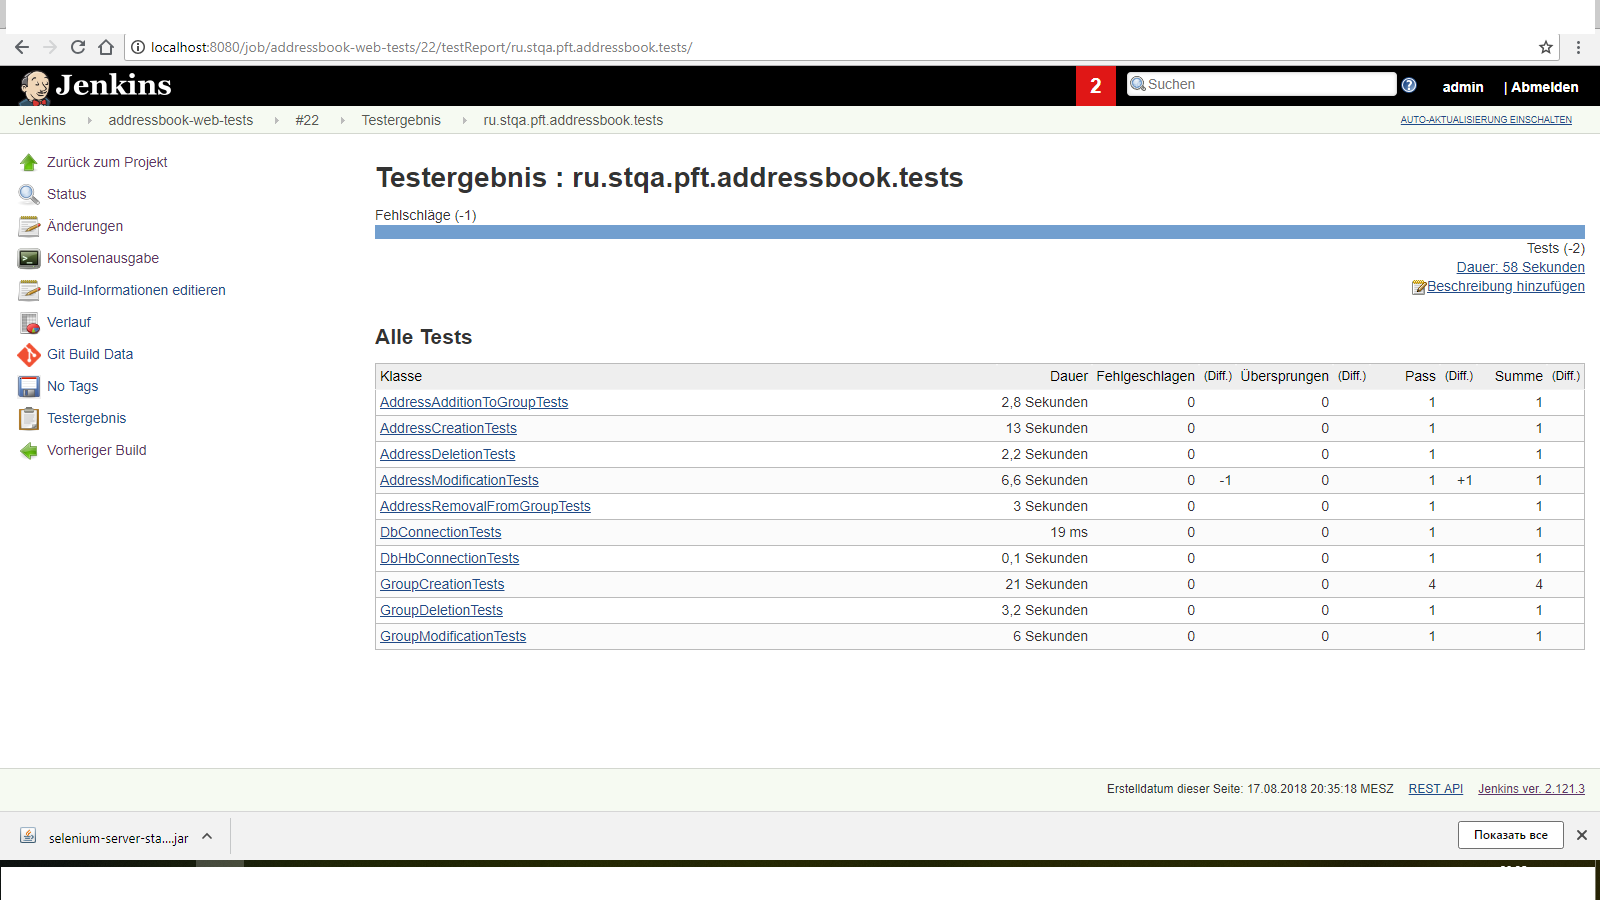 localhost:8080/job/addressbook-web-tests/22/testReport/ru.stqa.pft.addressbook.tests/
Jenkins
2
Suchen
admin
| Abmelden
Jenkins addressbook-web-tests #22 Testergebnis ru.stqa.pft.addressbook.tests
AUTO-AKTUALISIERUNG EINSCHALTEN
Zurück zum Projekt
Status
Änderungen
Konsolenausgabe
Build-Informationen editieren
Verlauf
Git Build Data
No Tags
Testergebnis
Vorheriger Build
Testergebnis : ru.stqa.pft.addressbook.tests
Fehlschläge (-1)
Tests (-2)
Dauer: 58 Sekunden
Beschreibung hinzufügen
Alle Tests
Klasse Dauer Fehlgeschlagen (Diff.) Übersprungen (Diff.) Pass (Diff.) Summe (Diff.)
AddressAdditionToGroupTests 2,8 Sekunden 0 0 1 1
AddressCreationTests 13 Sekunden 0 0 1 1
AddressDeletionTests 2,2 Sekunden 0 0 1 1
AddressModificationTests 6,6 Sekunden 0 -1 0 1 +1 1
AddressRemovalFromGroupTests 3 Sekunden 0 0 1 1
DbConnectionTests 19 ms 0 0 1 1
DbHbConnectionTests 0,1 Sekunden 0 0 1 1
GroupCreationTests 21 Sekunden 0 0 4 4
GroupDeletionTests 3,2 Sekunden 0 0 1 1
GroupModificationTests 6 Sekunden 0 0 1 1
Erstelldatum dieser Seite: 17.08.2018 20:35:18 MESZ REST API Jenkins ver. 2.121.3
selenium-server-sta....jar
Показать все